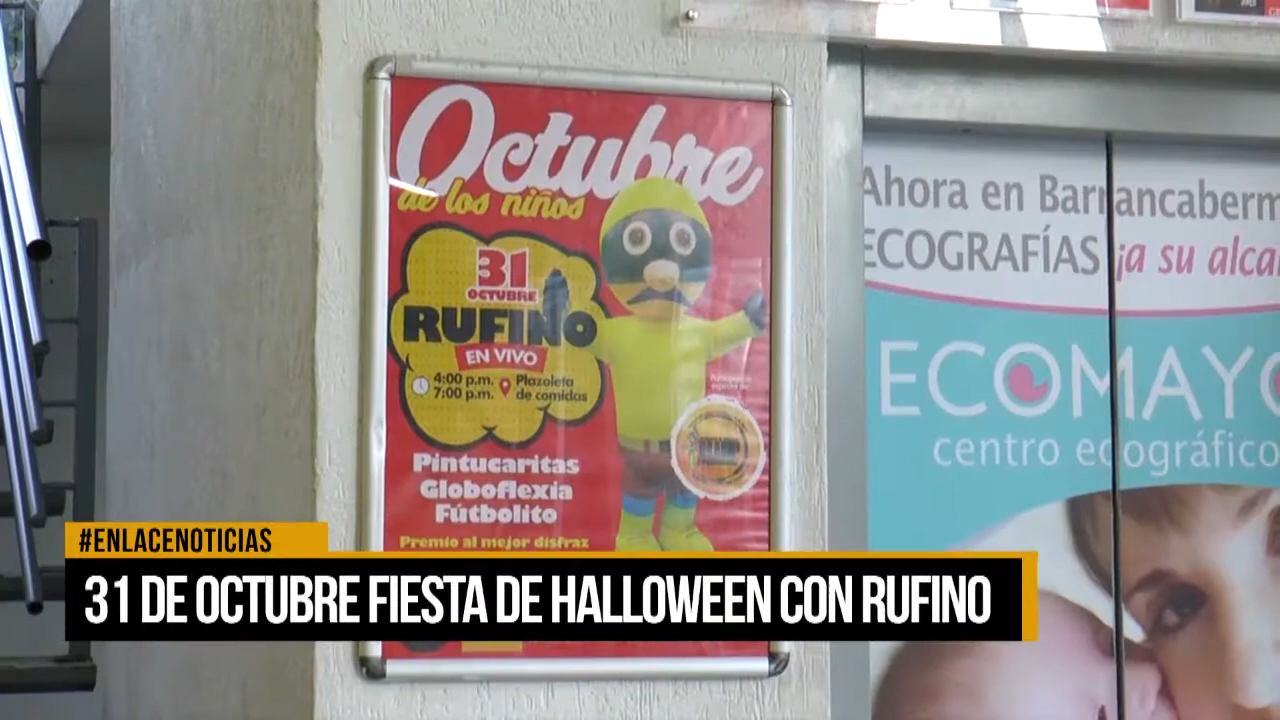 Octubre
de los niños
31
OCTUBRE
RUFINO
EN VIVO
4:00 p.m.
7:00 p.m.
Plazoleta
de comidas
Pintucaritas
Globoflexia
Fútbolito
Premio al mejor disfraz
Ahora en Barrancaberm
ECOGRAFÍAS ¡a su alca
ECOMAYO
centro ecográfico
#ENLACENOTICIAS
31 DE OCTUBRE FIESTA DE HALLOWEEN CON RUFINO